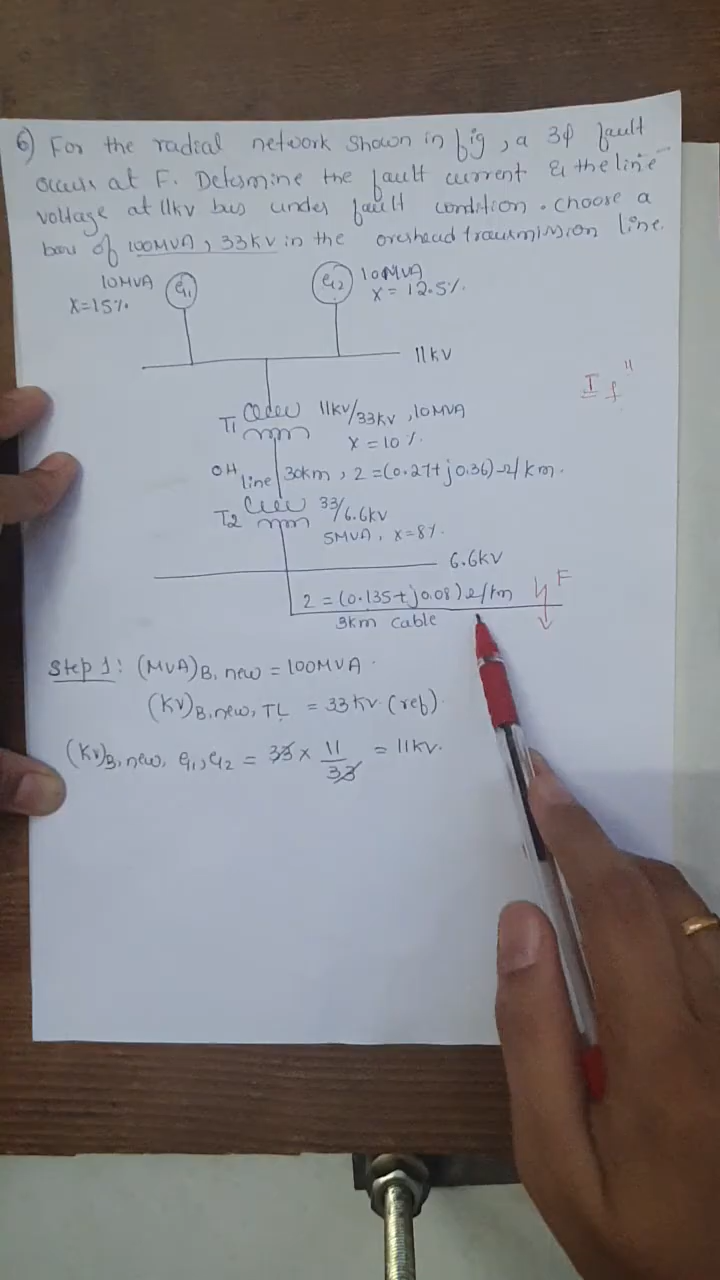 6) For the radial network shown in fig, a 3φ fault
occurs at F. Determine the fault current & the line
voltage at 11kv bus under fault condition. Choose a
base of 100MVA, 33KV in the overhead transmission line.
10MVA
X=15%
G1
G2
10MVA
X= 12.5%
11KV
I f "
T1
11KV/33KV, 10MVA
X=10%.
OH line
30km, Z=(0.27+j0.36)Ω/km.
T2
33/6.6KV
5MVA, X=8%.
6.6KV
Z=(0.135+j0.08)Ω/km
F
3km cable
Step 1: (MVA)B, new = 100MVA.
(KV)B, new, TL = 33KV. (ref).
(KV)B, new, G1, G2 = 33 × 11/33 = 11KV.